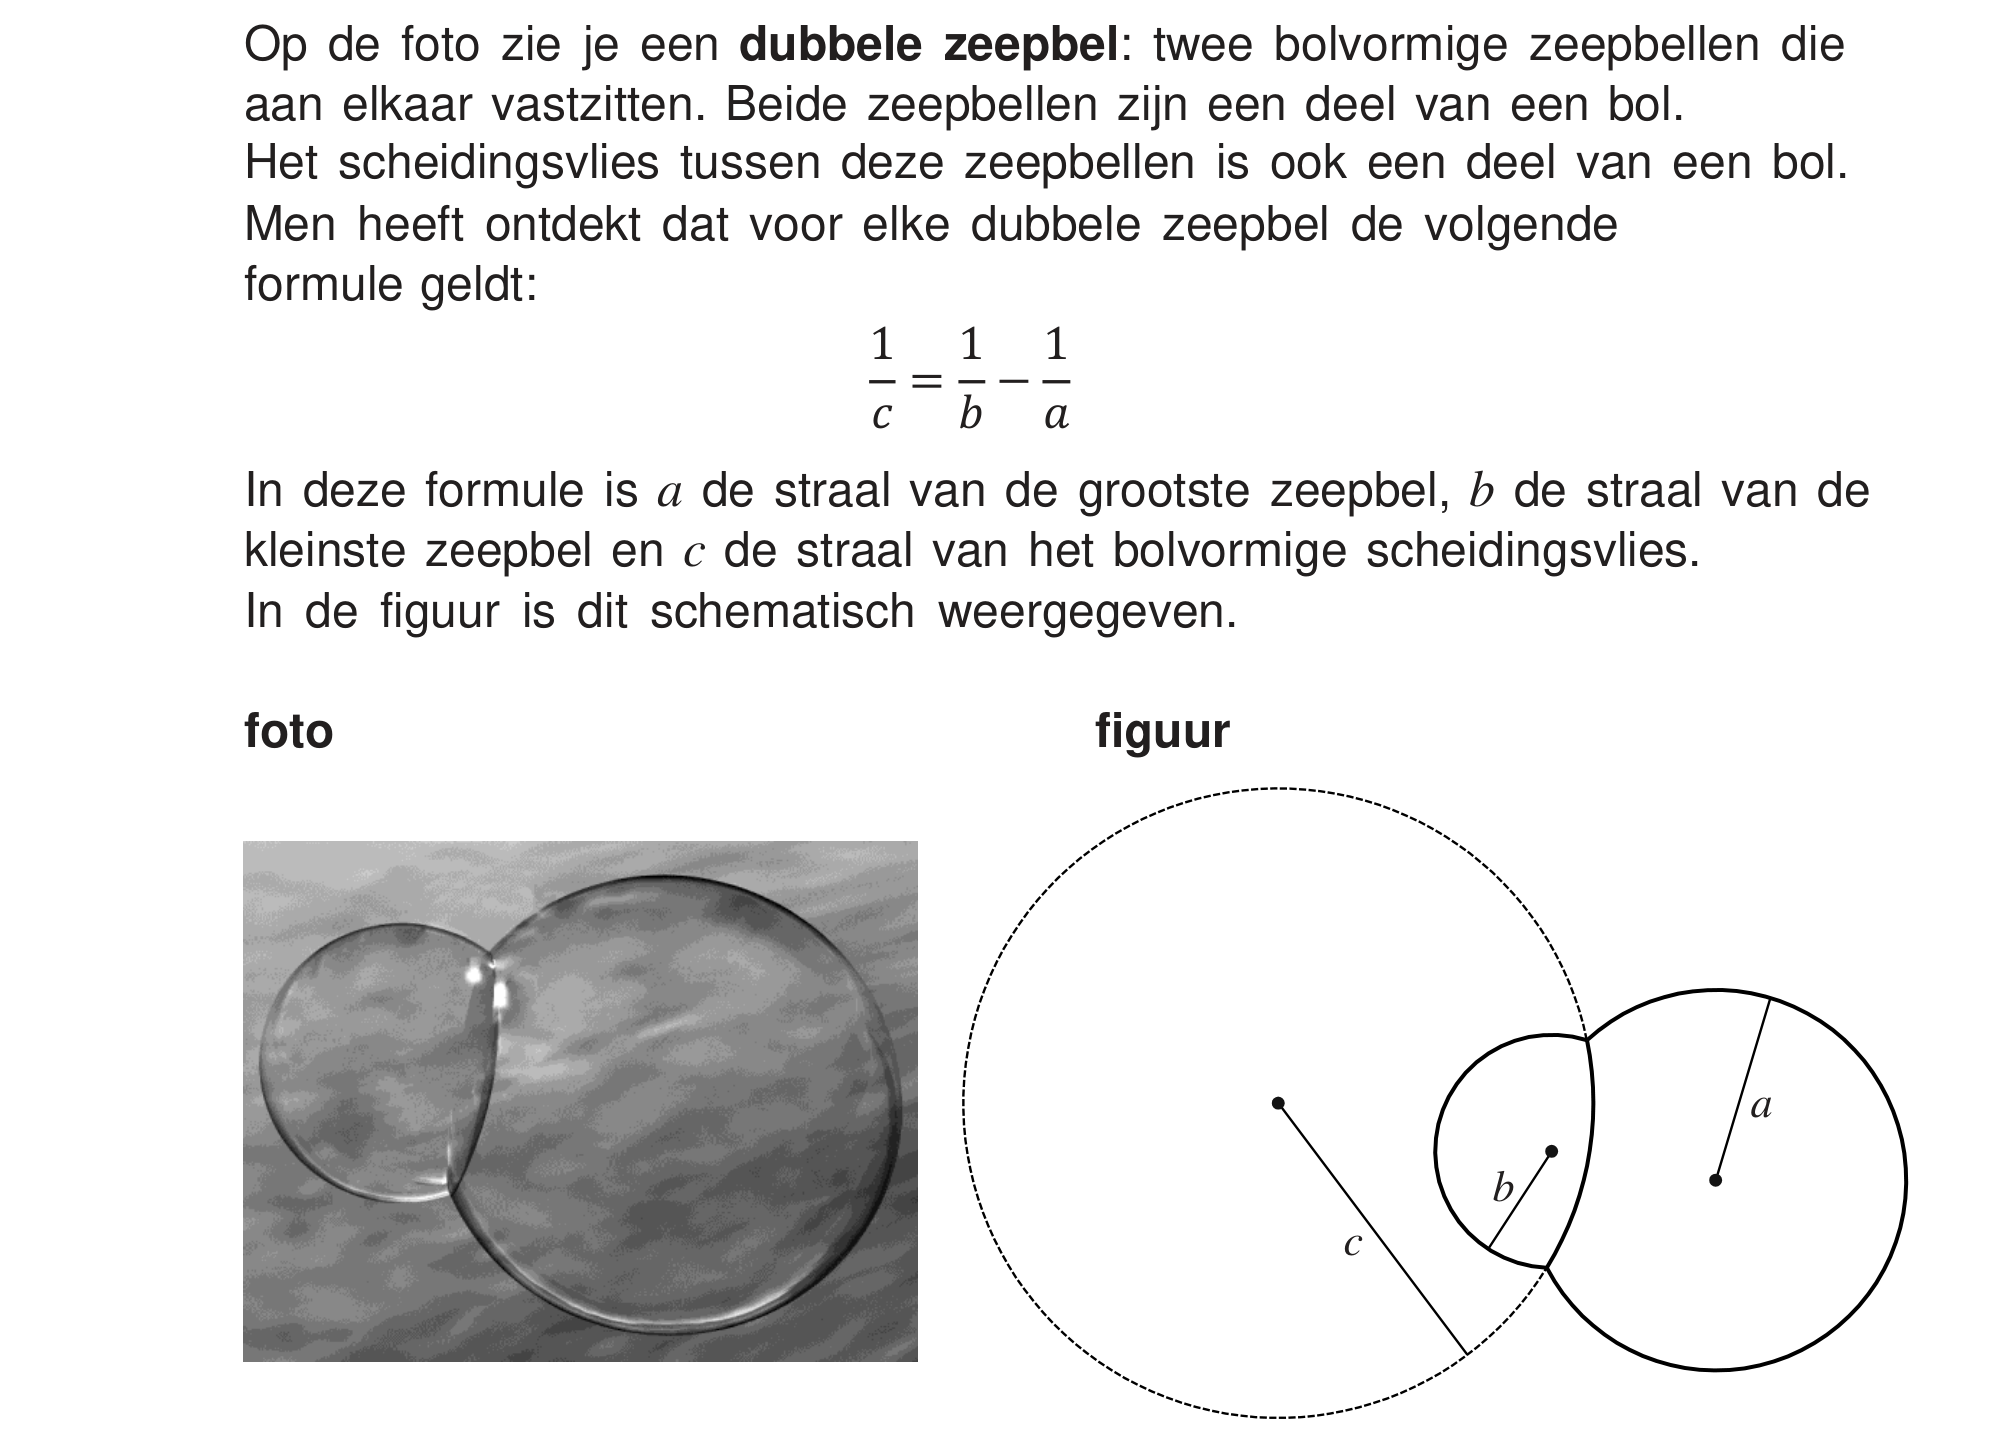 Op de foto zie je een dubbele zeepbel: twee bolvormige zeepbellen die
aan elkaar vastzitten. Beide zeepbellen zijn een deel van een bol.
Het scheidingsvlies tussen deze zeepbellen is ook een deel van een bol.
Men heeft ontdekt dat voor elke dubbele zeepbel de volgende
formule geldt:
1/c = 1/b − 1/a
In deze formule is a de straal van de grootste zeepbel, b de straal van de
kleinste zeepbel en c de straal van het bolvormige scheidingsvlies.
In de figuur is dit schematisch weergegeven.
foto
figuur
a
b
c